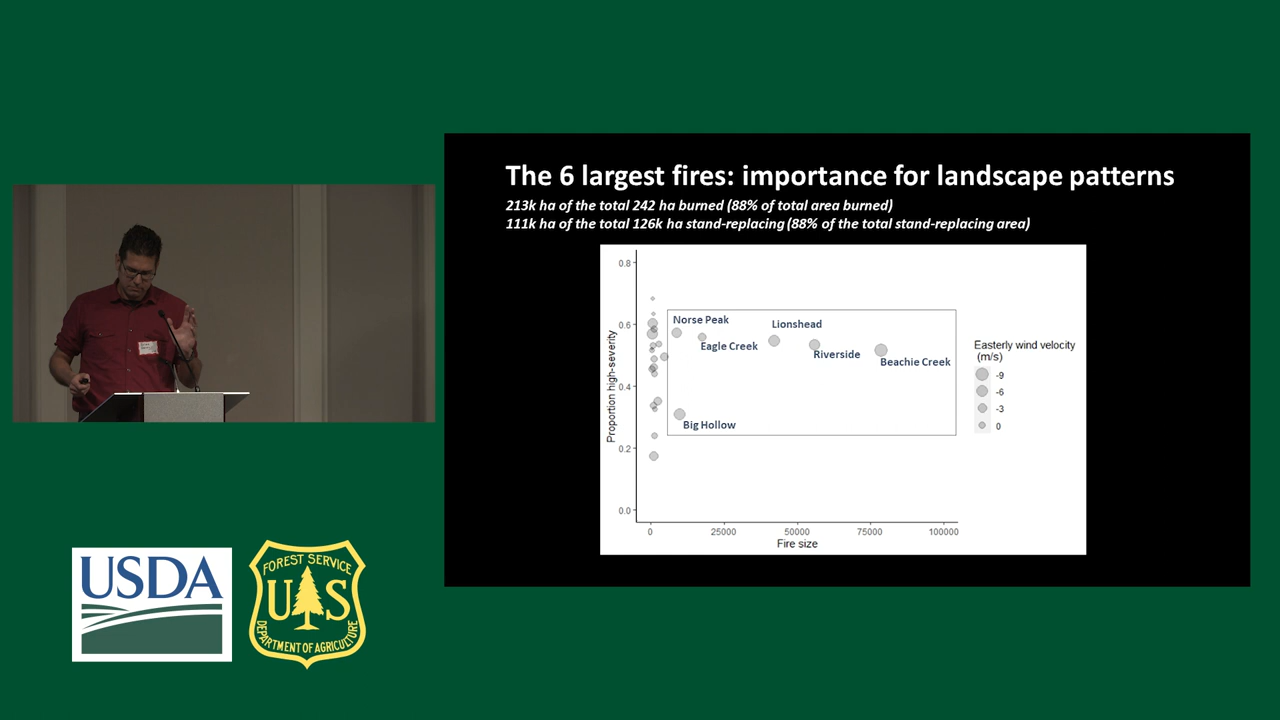 The 6 largest fires: importance for landscape patterns
213k ha of the total 242 ha burned (88% of total area burned)
111k ha of the total 126k ha stand-replacing (88% of the total stand-replacing area)
0.8
0.6
0.4
0.2
0.0
Proportion high-severity
Norse Peak
Eagle Creek
Lionshead
Riverside
Beachie Creek
Big Hollow
0
25000
50000
75000
100000
Fire size
Easterly wind velocity
(m/s)
-9
-6
-3
0
USDA
FOREST SERVICE
U S
DEPARTMENT OF AGRICULTURE